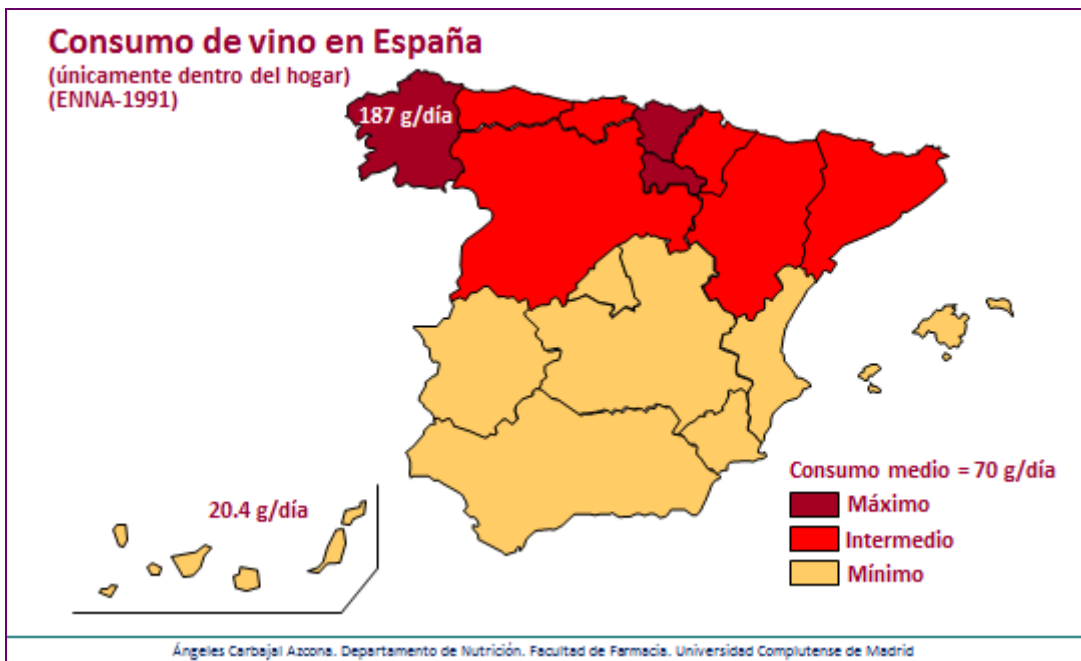 Consumo de vino en España
(únicamente dentro del hogar)
(ENNA-1991)
187 g/día
20.4 g/día
Consumo medio = 70 g/día
Máximo
Intermedio
Mínimo
Ángeles Carbajal Azcona. Departamento de Nutrición. Facultad de Farmacia. Universidad Complutense de Madrid